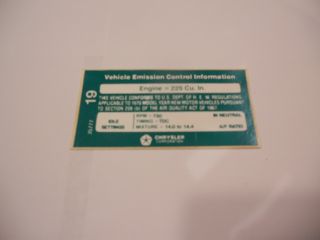 Vehicle Emission Control Information
Engine - 225 Cu. In.
19
THIS VEHICLE CONFORMS TO U.S. DEPT. OF H. E. W. REGULATIONS
APPLICABLE TO 1970 MODEL YEAR NEW MOTOR VEHICLES PURSUANT
TO SECTION 208 OF THE AIR QUALITY ACT OF 1967
IDLE
SETTINGS
RPM - 750
TIMING - TDC
MIXTURE - 14.0 to 14.4
IN NEUTRAL
A/F RATIO
CHRYSLER
CORPORATION